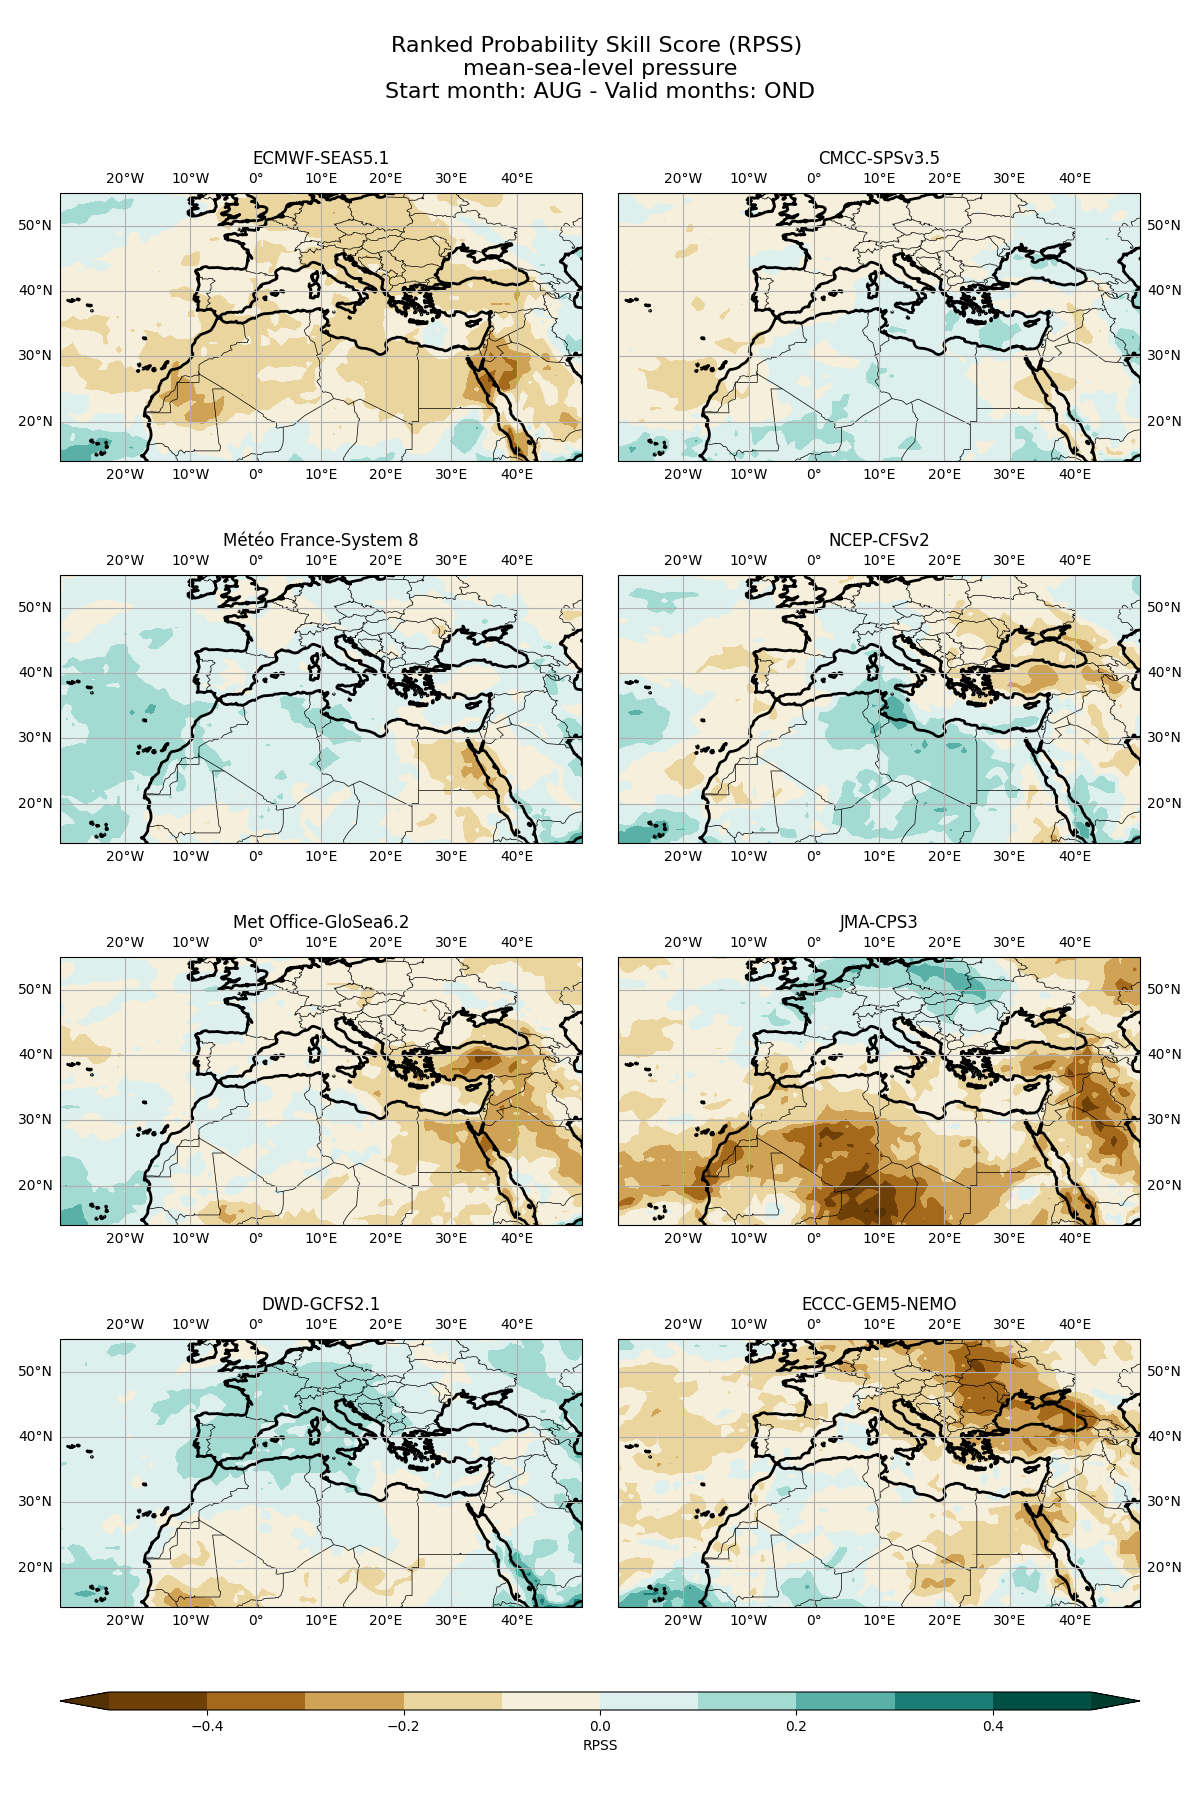 Ranked Probability Skill Score (RPSS)
mean-sea-level pressure
Start month: AUG - Valid months: OND
ECMWF-SEAS5.1
20°W 10°W 0° 10°E 20°E 30°E 40°E
50°N
40°N
30°N
20°N
20°W 10°W 0° 10°E 20°E 30°E 40°E
CMCC-SPSv3.5
20°W 10°W 0° 10°E 20°E 30°E 40°E
50°N
40°N
30°N
20°N
20°W 10°W 0° 10°E 20°E 30°E 40°E
Météo France-System 8
20°W 10°W 0° 10°E 20°E 30°E 40°E
50°N
40°N
30°N
20°N
20°W 10°W 0° 10°E 20°E 30°E 40°E
NCEP-CFSv2
20°W 10°W 0° 10°E 20°E 30°E 40°E
50°N
40°N
30°N
20°N
20°W 10°W 0° 10°E 20°E 30°E 40°E
Met Office-GloSea6.2
20°W 10°W 0° 10°E 20°E 30°E 40°E
50°N
40°N
30°N
20°N
20°W 10°W 0° 10°E 20°E 30°E 40°E
JMA-CPS3
20°W 10°W 0° 10°E 20°E 30°E 40°E
50°N
40°N
30°N
20°N
20°W 10°W 0° 10°E 20°E 30°E 40°E
DWD-GCFS2.1
20°W 10°W 0° 10°E 20°E 30°E 40°E
50°N
40°N
30°N
20°N
20°W 10°W 0° 10°E 20°E 30°E 40°E
ECCC-GEM5-NEMO
20°W 10°W 0° 10°E 20°E 30°E 40°E
50°N
40°N
30°N
20°N
20°W 10°W 0° 10°E 20°E 30°E 40°E
−0.4 −0.2 0.0 0.2 0.4
RPSS